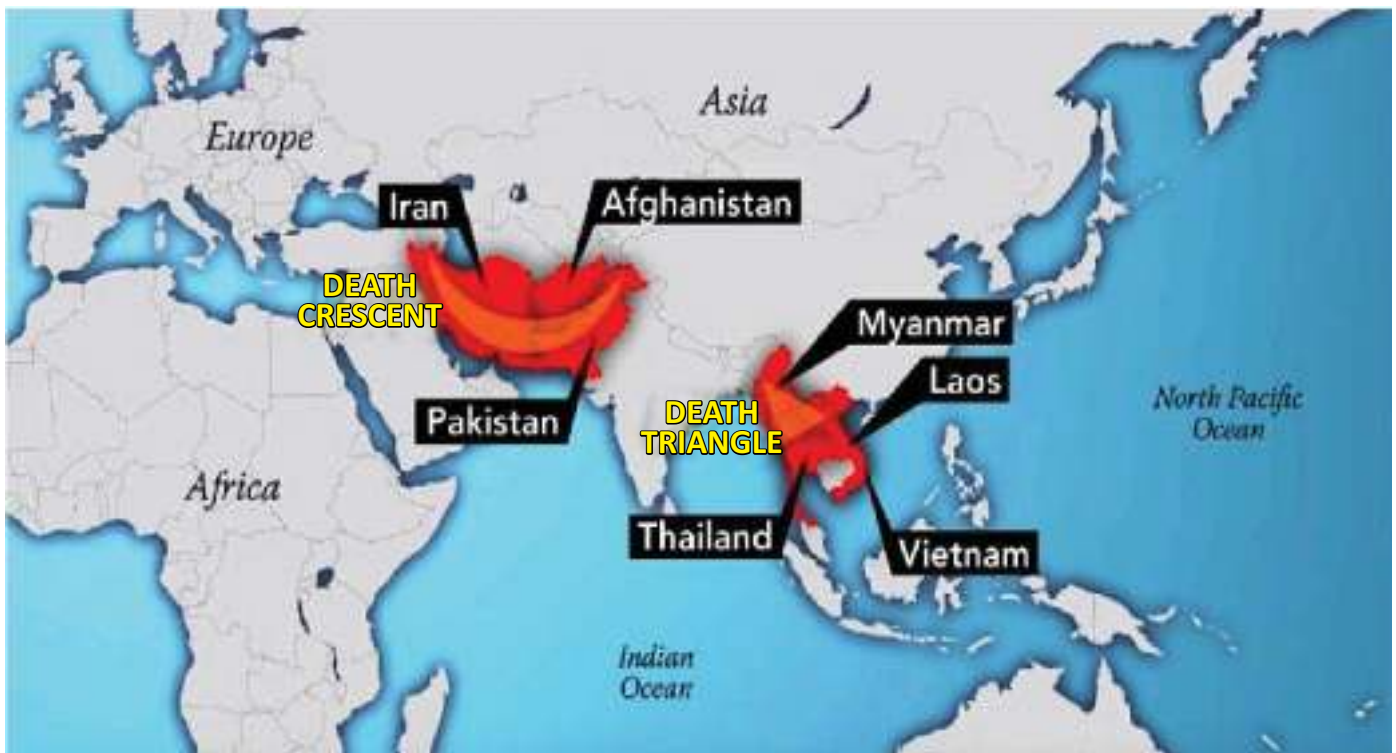 Asia
Europe
Iran
Afghanistan
DEATH
CRESCENT
Myanmar
Laos
Pakistan
DEATH
TRIANGLE
North Pacific
Ocean
Africa
Thailand
Vietnam
Indian
Ocean